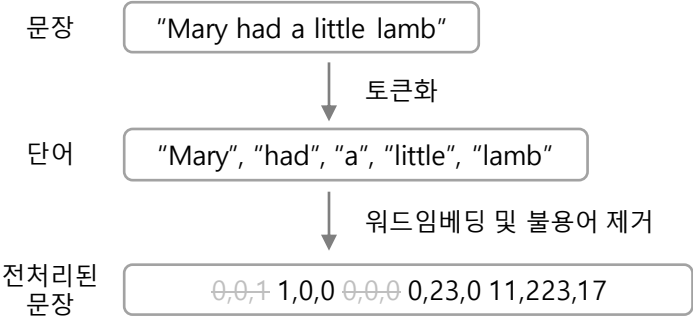 문장
"Mary had a little lamb"
토큰화
단어
"Mary", "had", "a", "little", "lamb"
워드임베딩 및 불용어 제거
전처리된
문장
0,0,1 1,0,0 0,0,0 0,23,0 11,223,17